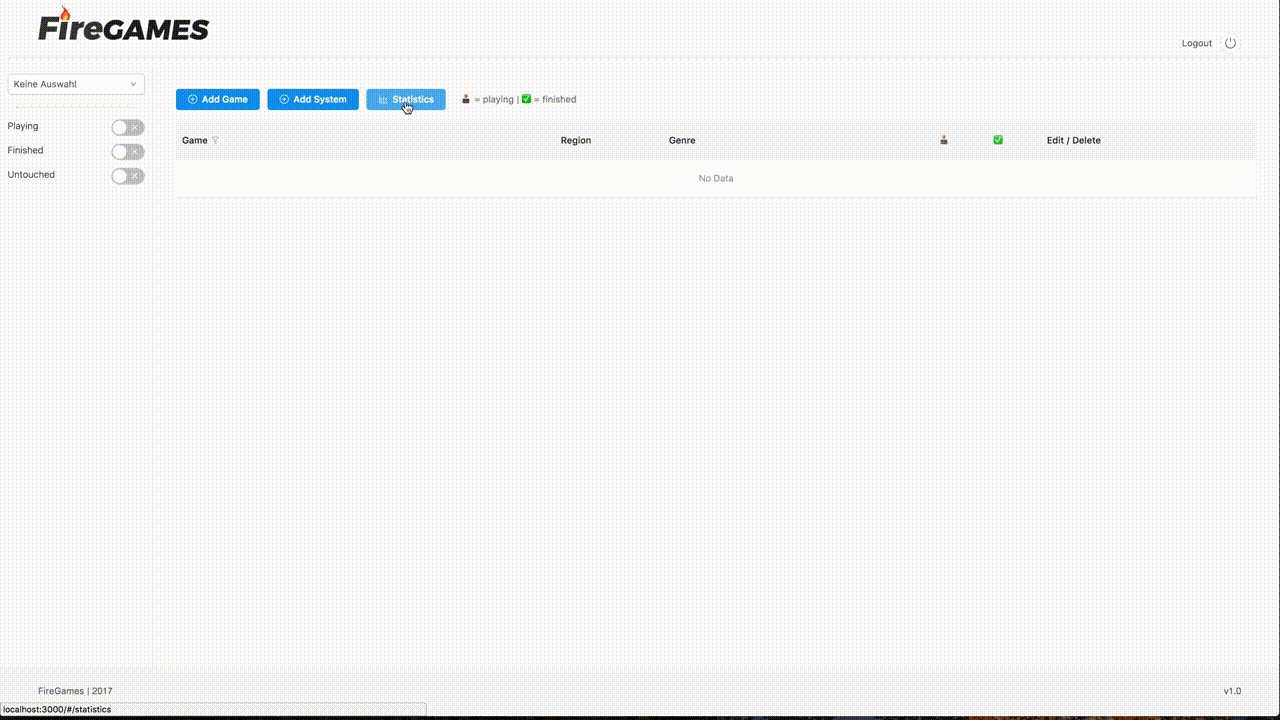 FireGAMES
Logout
Keine Auswahl
Add Game Add System Statistics = playing | ✅ = finished
Playing
Finished
Untouched
Game Region Genre 🕹 ✅ Edit / Delete
No Data
FireGames | 2017 v1.0
localhost:3000/#/statistics